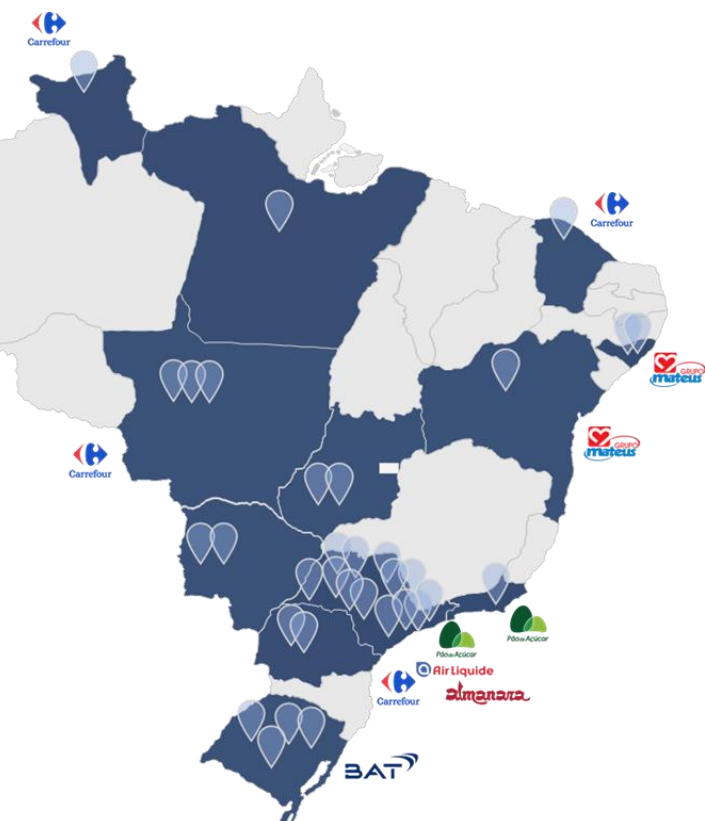 Carrefour
Carrefour
GRUPO
mateus
GRUPO
mateus
Carrefour
Pão de Açúcar
Pão de Açúcar
Air Liquide
Carrefour
almanara
BAT